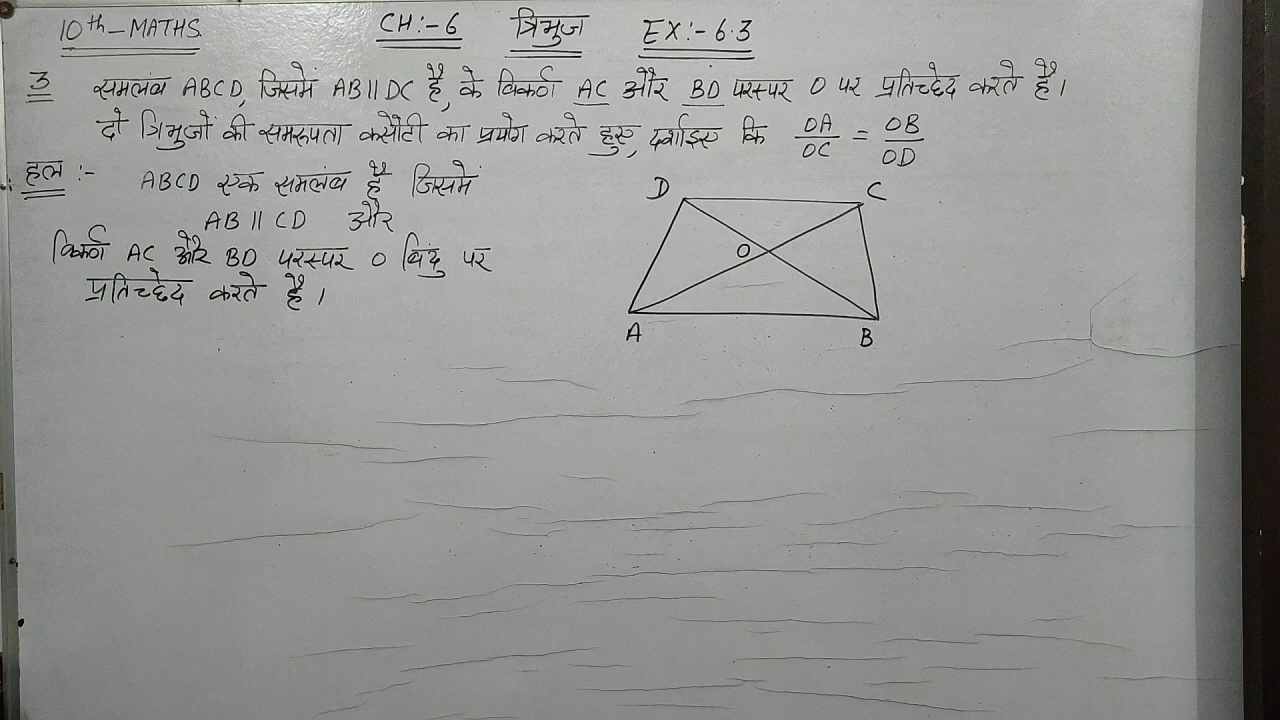 10th-MATHS CH:-6 त्रिभुज EX:-6.3
3 समलंब ABCD, जिसमें AB||DC है, के विकर्ण AC और BD परस्पर O पर प्रतिच्छेद करते है।
दो त्रिभुजों की समरूपता कसौटी का प्रयोग करते हुए, दर्शाइए कि OA/OC = OB/OD
हल :- ABCD एक समलंब है जिसमें
AB || CD और
विकर्ण AC और BD परस्पर O बिंदु पर
प्रतिच्छेद करते है।
D C
O
A B